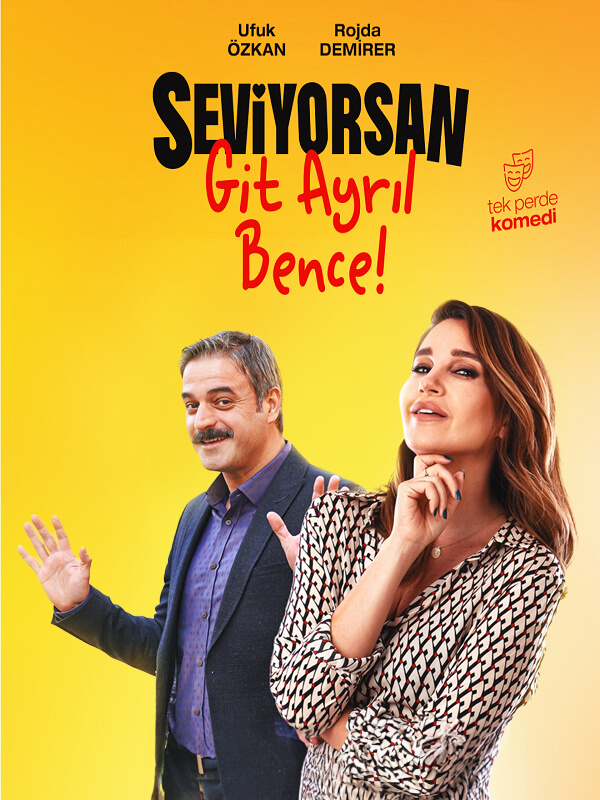 Ufuk
ÖZKAN
Rojda
DEMİRER
SEVİYORSAN
Git Ayrıl
Bence!
tek perde
komedi